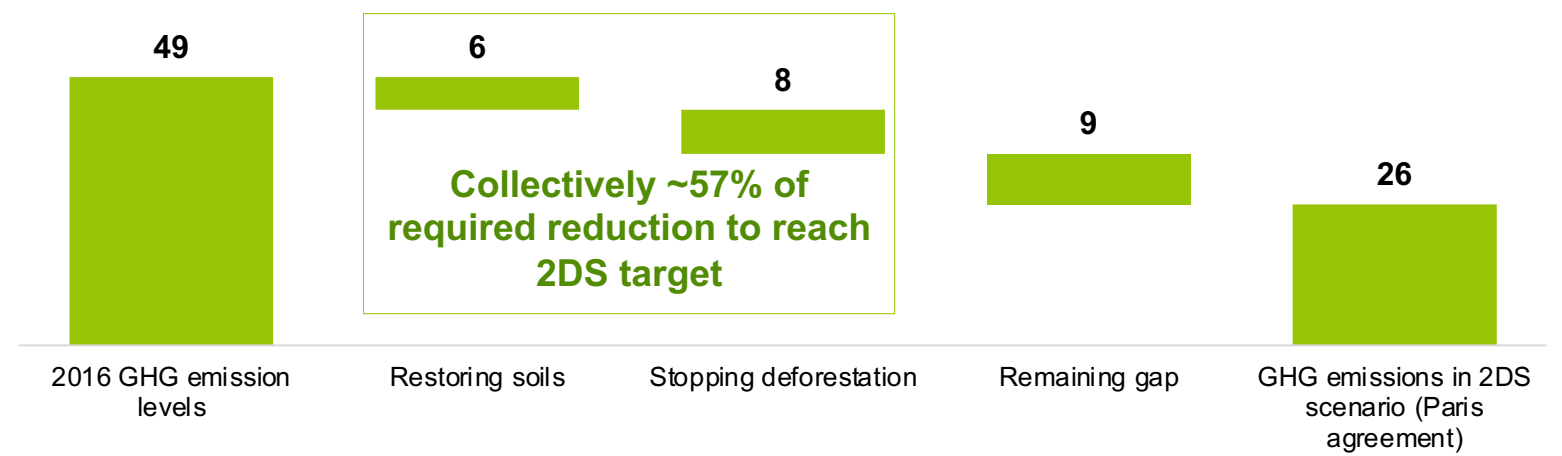 49
6
8
9
26
Collectively ~57% of
required reduction to reach
2DS target
2016 GHG emission
levels
Restoring soils
Stopping deforestation
Remaining gap
GHG emissions in 2DS
scenario (Paris
agreement)